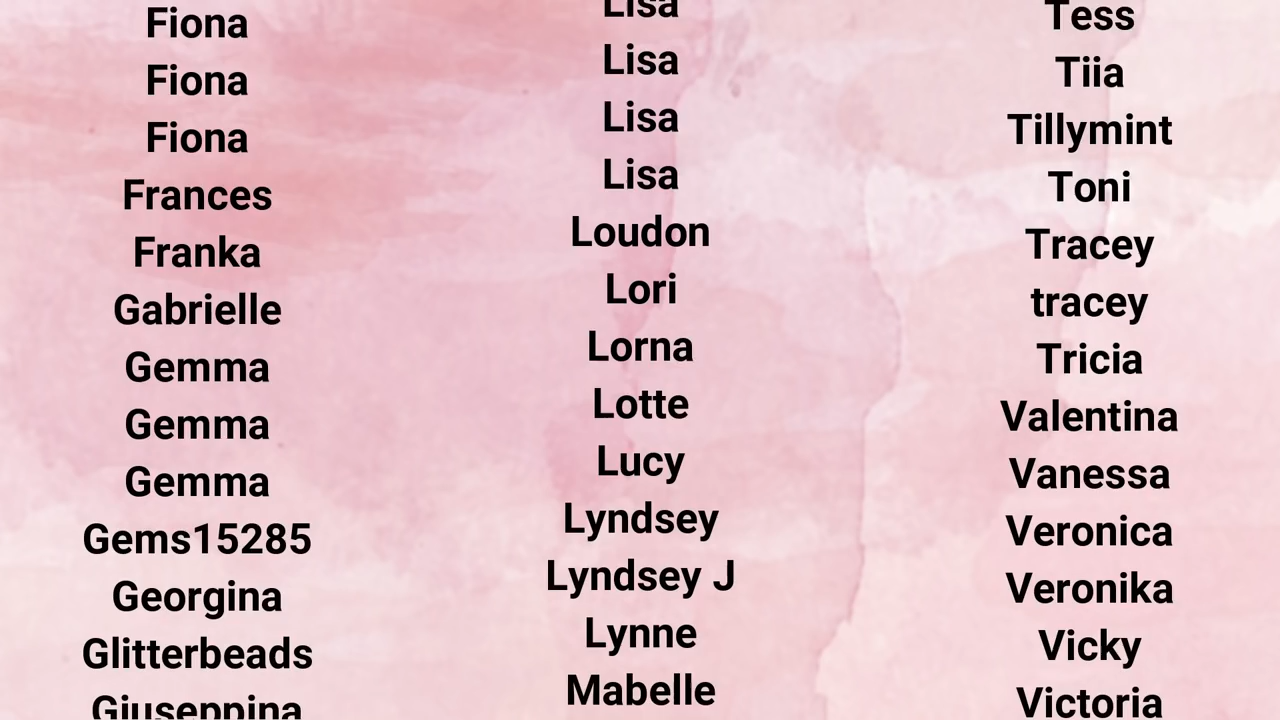 Fiona
Fiona
Fiona
Frances
Franka
Gabrielle
Gemma
Gemma
Gemma
Gems15285
Georgina
Glitterbeads
Giuseppina
Lisa
Lisa
Lisa
Lisa
Loudon
Lori
Lorna
Lotte
Lucy
Lyndsey
Lyndsey J
Lynne
Mabelle
Tess
Tiia
Tillymint
Toni
Tracey
tracey
Tricia
Valentina
Vanessa
Veronica
Veronika
Vicky
Victoria